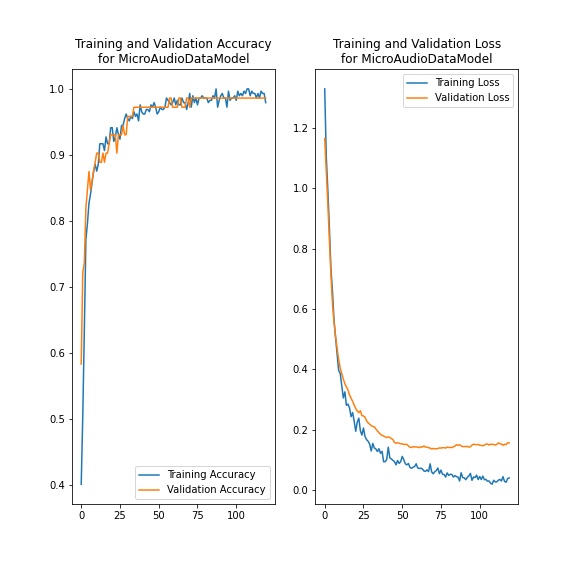 Training and Validation Accuracy
for MicroAudioDataModel
1.0
0.9
0.8
0.7
0.6
0.5
0.4
Training Accuracy
Validation Accuracy
0 25 50 75 100
Training and Validation Loss
for MicroAudioDataModel
Training Loss
Validation Loss
1.2
1.0
0.8
0.6
0.4
0.2
0.0
0 25 50 75 100